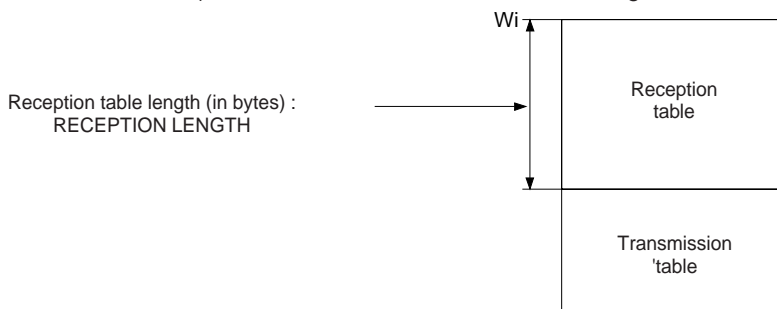 Wi
Reception table length (in bytes) :
RECEPTION LENGTH
Reception
table
Transmission
'table